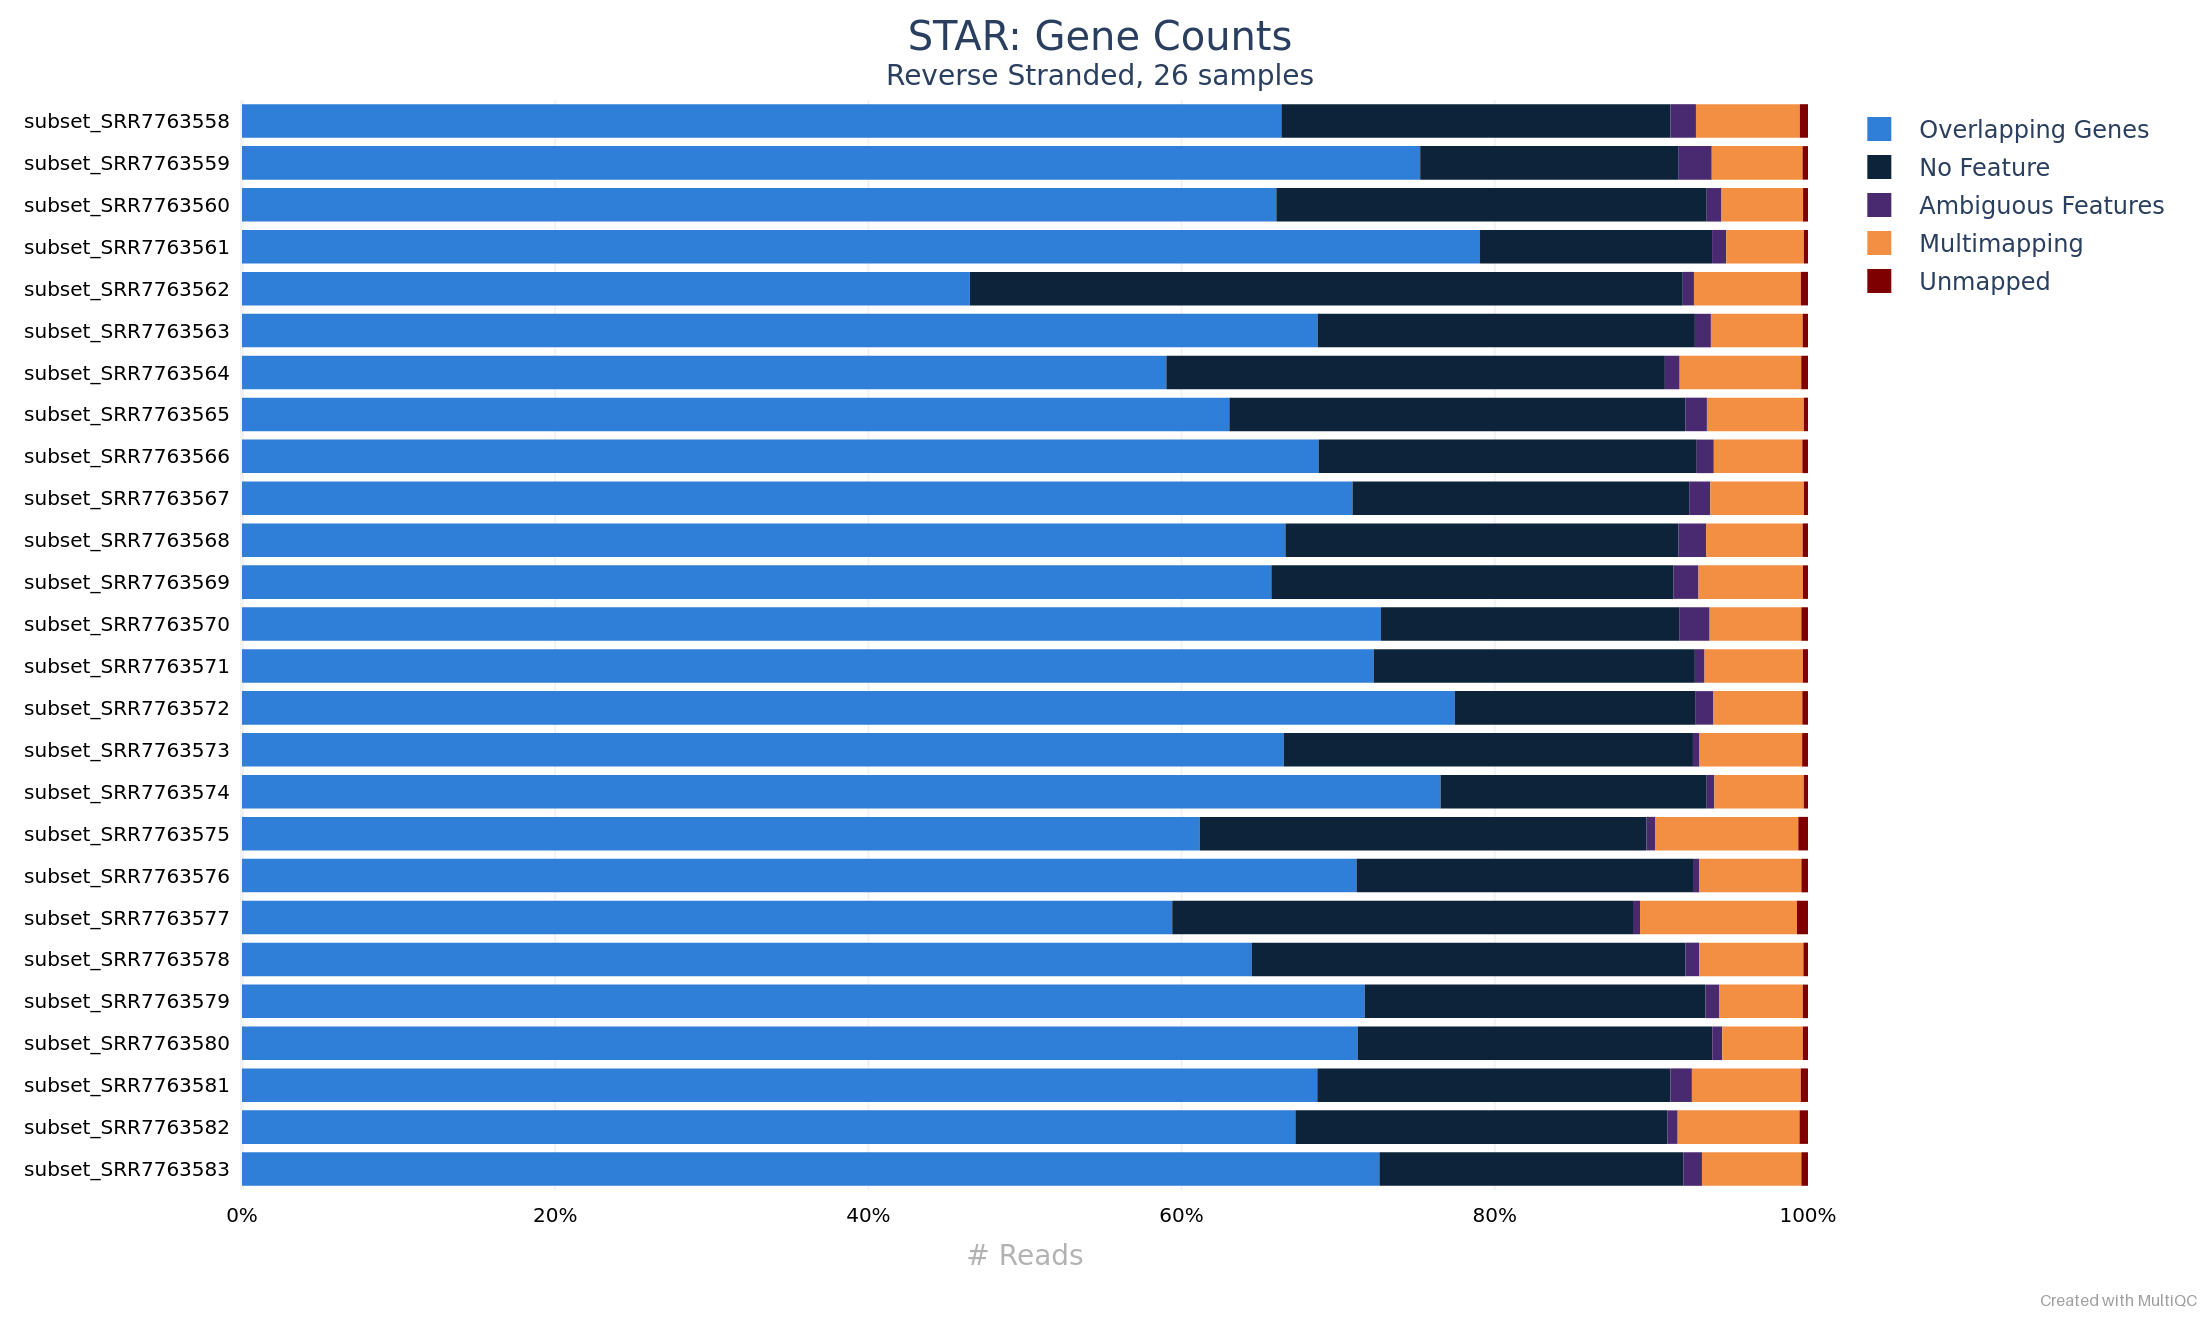 STAR: Gene Counts
Reverse Stranded, 26 samples
subset_SRR7763558
subset_SRR7763559
subset_SRR7763560
subset_SRR7763561
subset_SRR7763562
subset_SRR7763563
subset_SRR7763564
subset_SRR7763565
subset_SRR7763566
subset_SRR7763567
subset_SRR7763568
subset_SRR7763569
subset_SRR7763570
subset_SRR7763571
subset_SRR7763572
subset_SRR7763573
subset_SRR7763574
subset_SRR7763575
subset_SRR7763576
subset_SRR7763577
subset_SRR7763578
subset_SRR7763579
subset_SRR7763580
subset_SRR7763581
subset_SRR7763582
subset_SRR7763583
0% 20% 40% 60% 80% 100%
# Reads
Overlapping Genes
No Feature
Ambiguous Features
Multimapping
Unmapped
Created with MultiQC